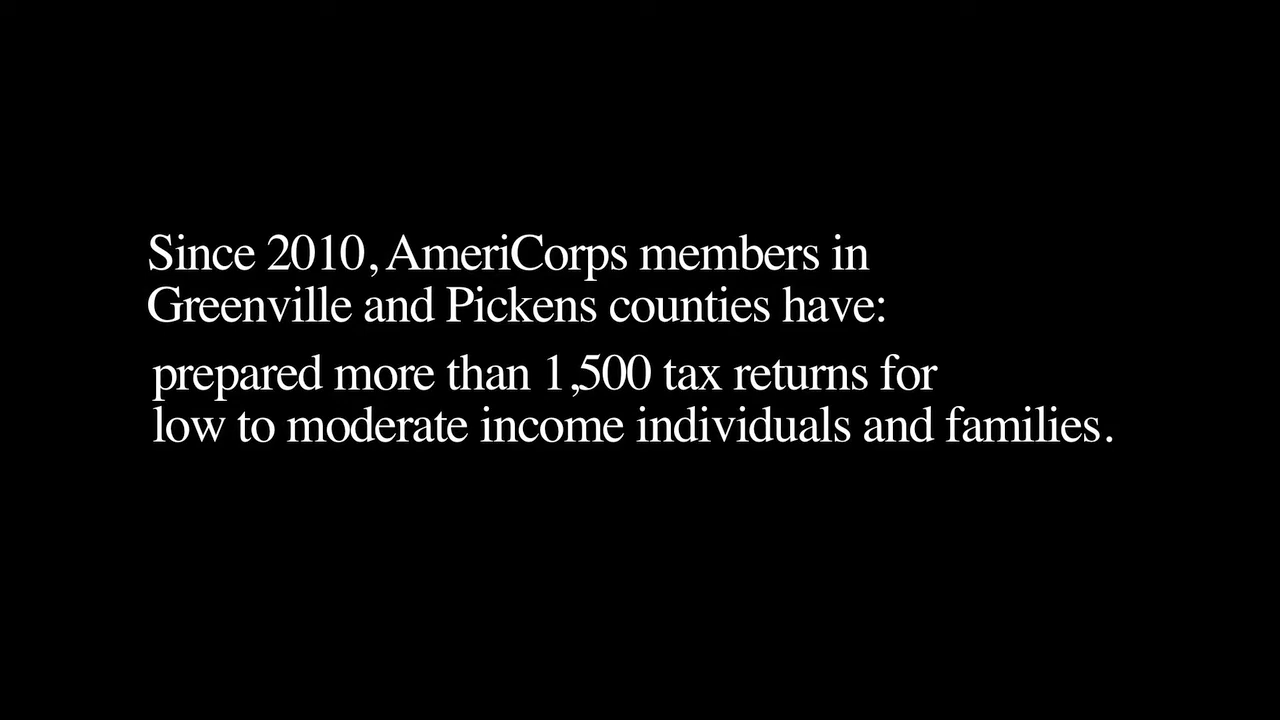 Since 2010, AmeriCorps members in
Greenville and Pickens counties have:
prepared more than 1,500 tax returns for
low to moderate income individuals and families.